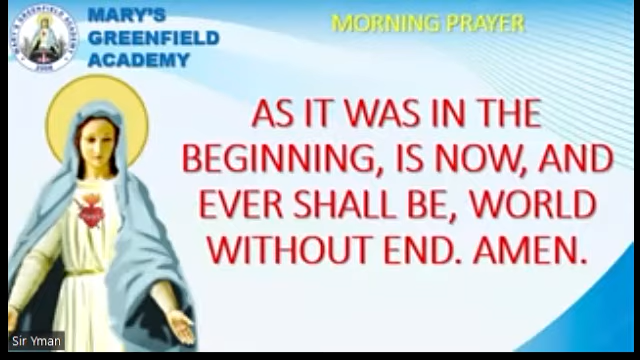 MARY'S
GREENFIELD
ACADEMY
MORNING PRAYER
AS IT WAS IN THE
BEGINNING, IS NOW, AND
EVER SHALL BE, WORLD
WITHOUT END. AMEN.
Sir Yman